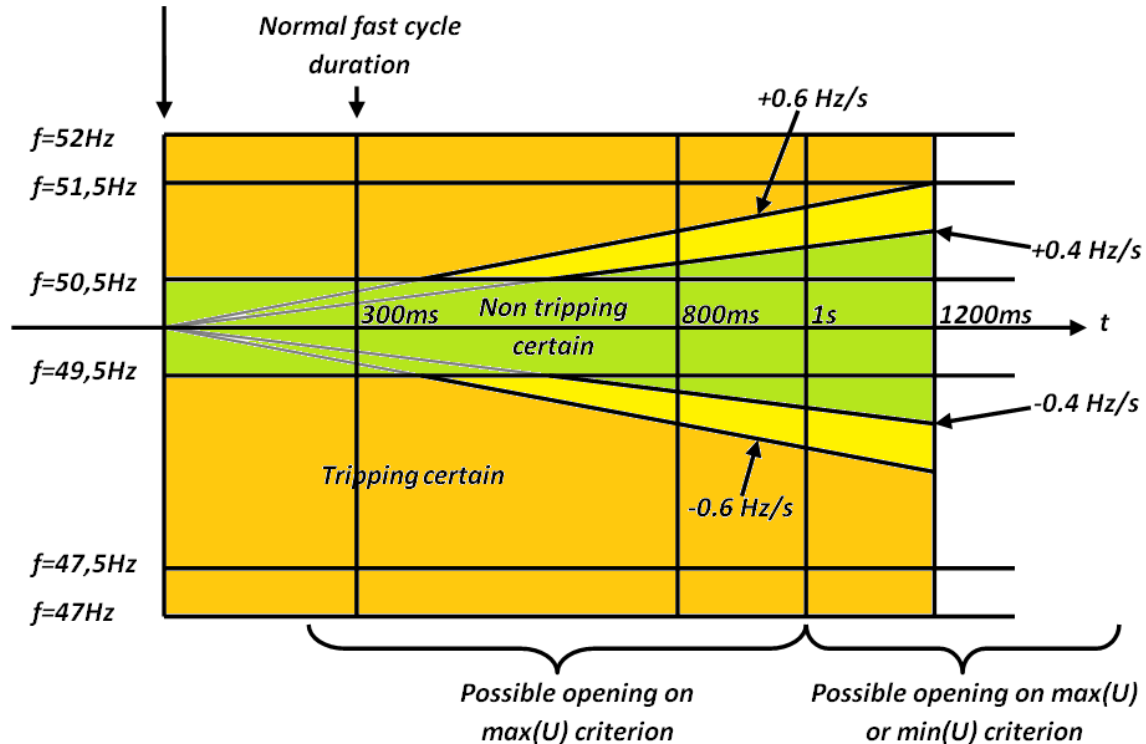 Normal fast cycle
duration
+0.6 Hz/s
f=52Hz
f=51,5Hz
+0.4 Hz/s
f=50,5Hz
300ms
Non tripping
certain
800ms
1s
1200ms
t
f=49,5Hz
-0.4 Hz/s
Tripping certain
-0.6 Hz/s
f=47,5Hz
f=47Hz
Possible opening on
max(U) criterion
Possible opening on max(U)
or min(U) criterion